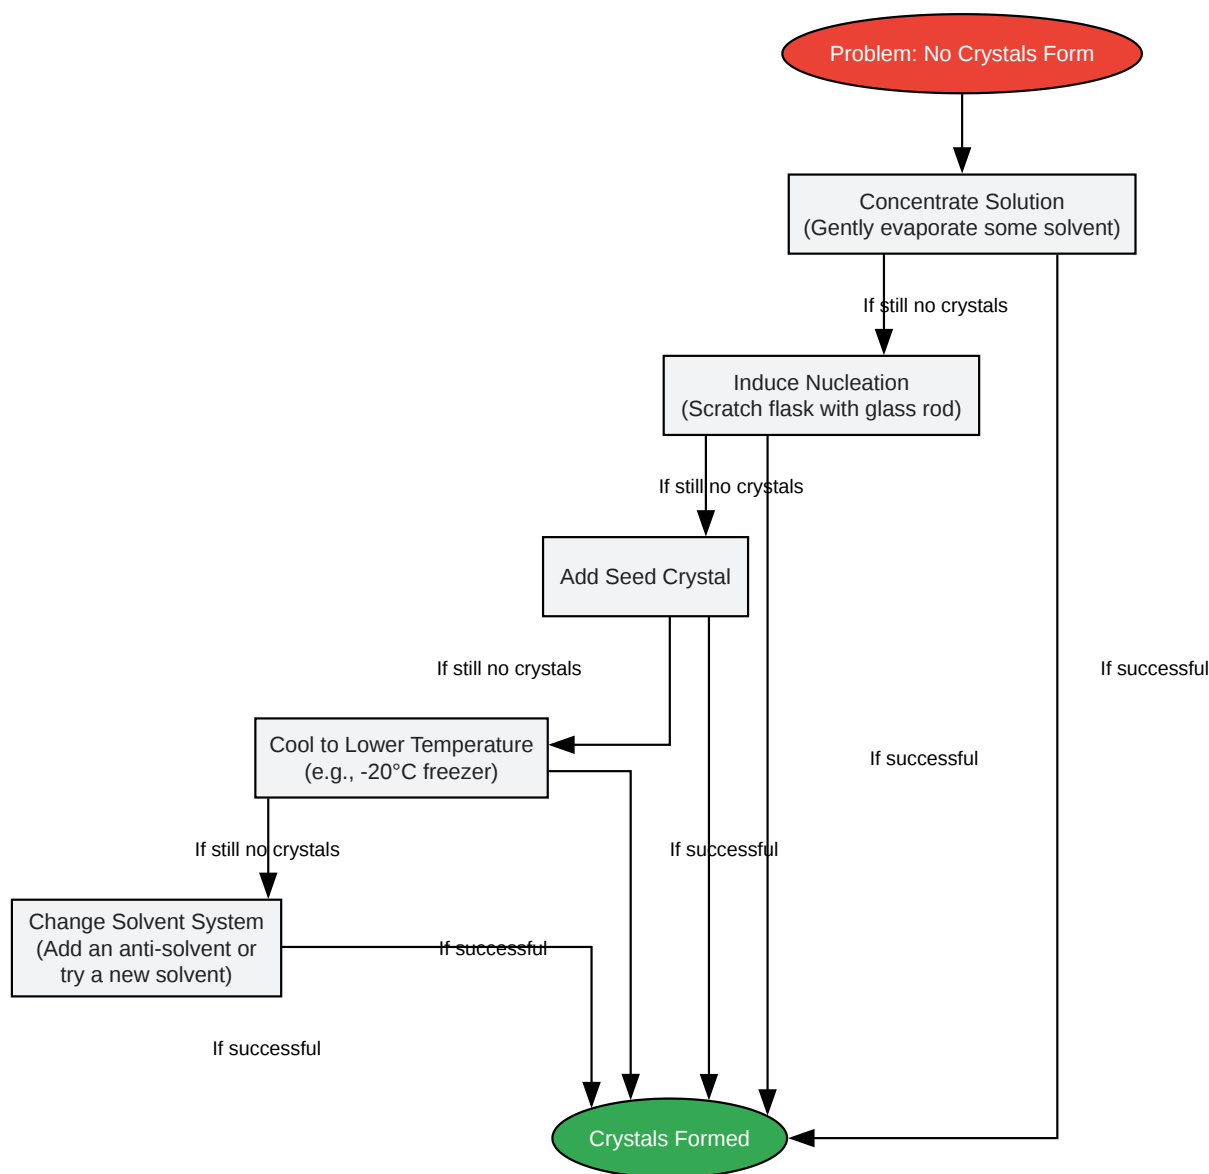 Problem: No Crystals Form
Concentrate Solution
(Gently evaporate some solvent)
If still no crystals
Induce Nucleation
(Scratch flask with glass rod)
If still no crystals
Add Seed Crystal
If still no crystals
If successful
Cool to Lower Temperature
(e.g., -20°C freezer)
If successful
If still no crystals
If successful
Change Solvent System
(Add an anti-solvent or
try a new solvent)
If successful
If successful
Crystals Formed